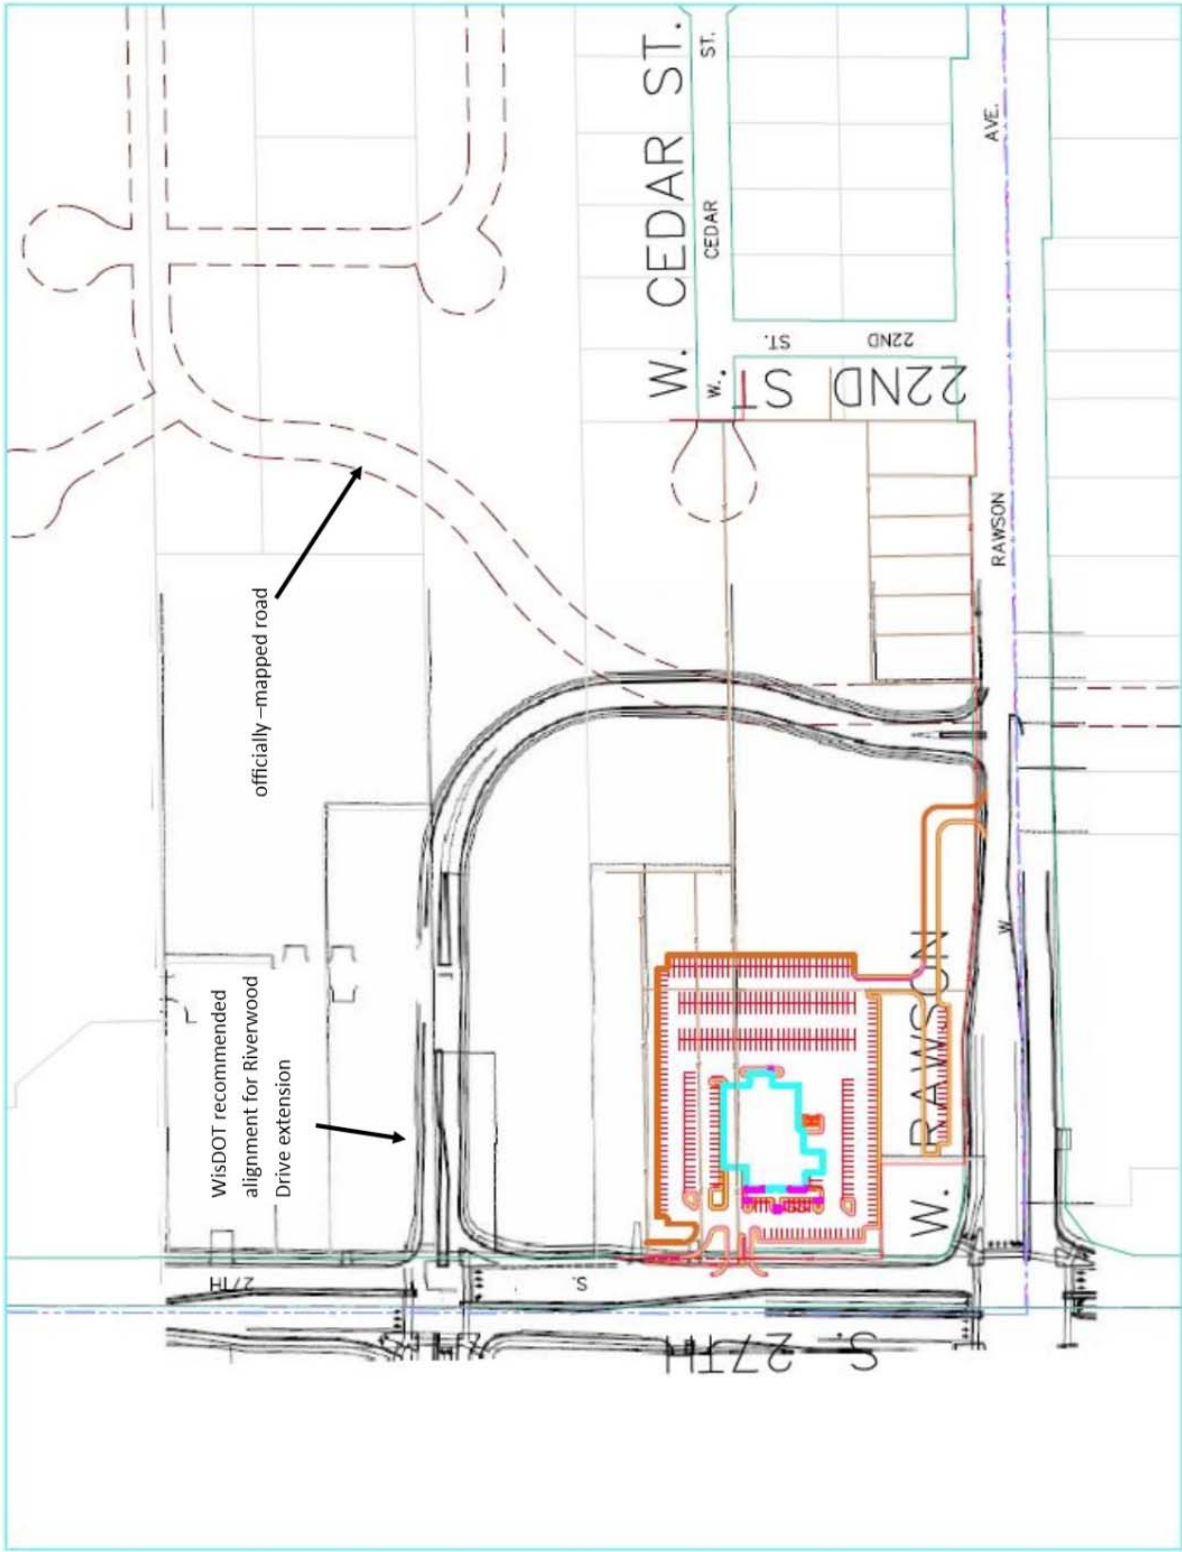 W. CEDAR ST.
W. CEDAR ST.
AVE.
ST. 22ND
22ND ST
officially –mapped road
RAWSON
WisDOT recommended
alignment for Riverwood
Drive extension
W.
W. RAWSON
27TH
S.
S. 27TH